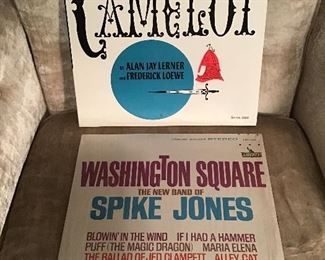 CAMELOT
BY ALAN JAY LERNER
AND FREDERICK LOEWE
WASHINGTON SQUARE
THE NEW BAND OF
SPIKE JONES
BLOWIN' IN THE WIND IF I HAD A HAMMER
PUFF (THE MAGIC DRAGON) MARIA ELENA
THE BALLAD OF JED CLAMPETT ALLEY CAT